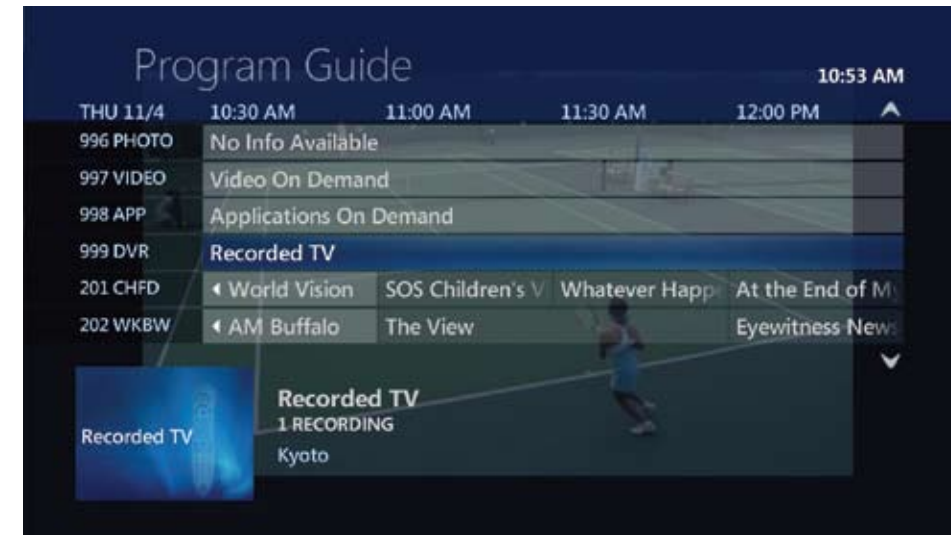 Program Guide
10:53 AM
THU 11/4 10:30 AM 11:00 AM 11:30 AM 12:00 PM
996 PHOTO No Info Available
997 VIDEO Video On Demand
998 APP Applications On Demand
999 DVR Recorded TV
201 CHFD World Vision SOS Children's V Whatever Happ At the End of My
202 WKBW AM Buffalo The View Eyewitness News
Recorded TV
1 RECORDING
Recorded TV
Kyoto